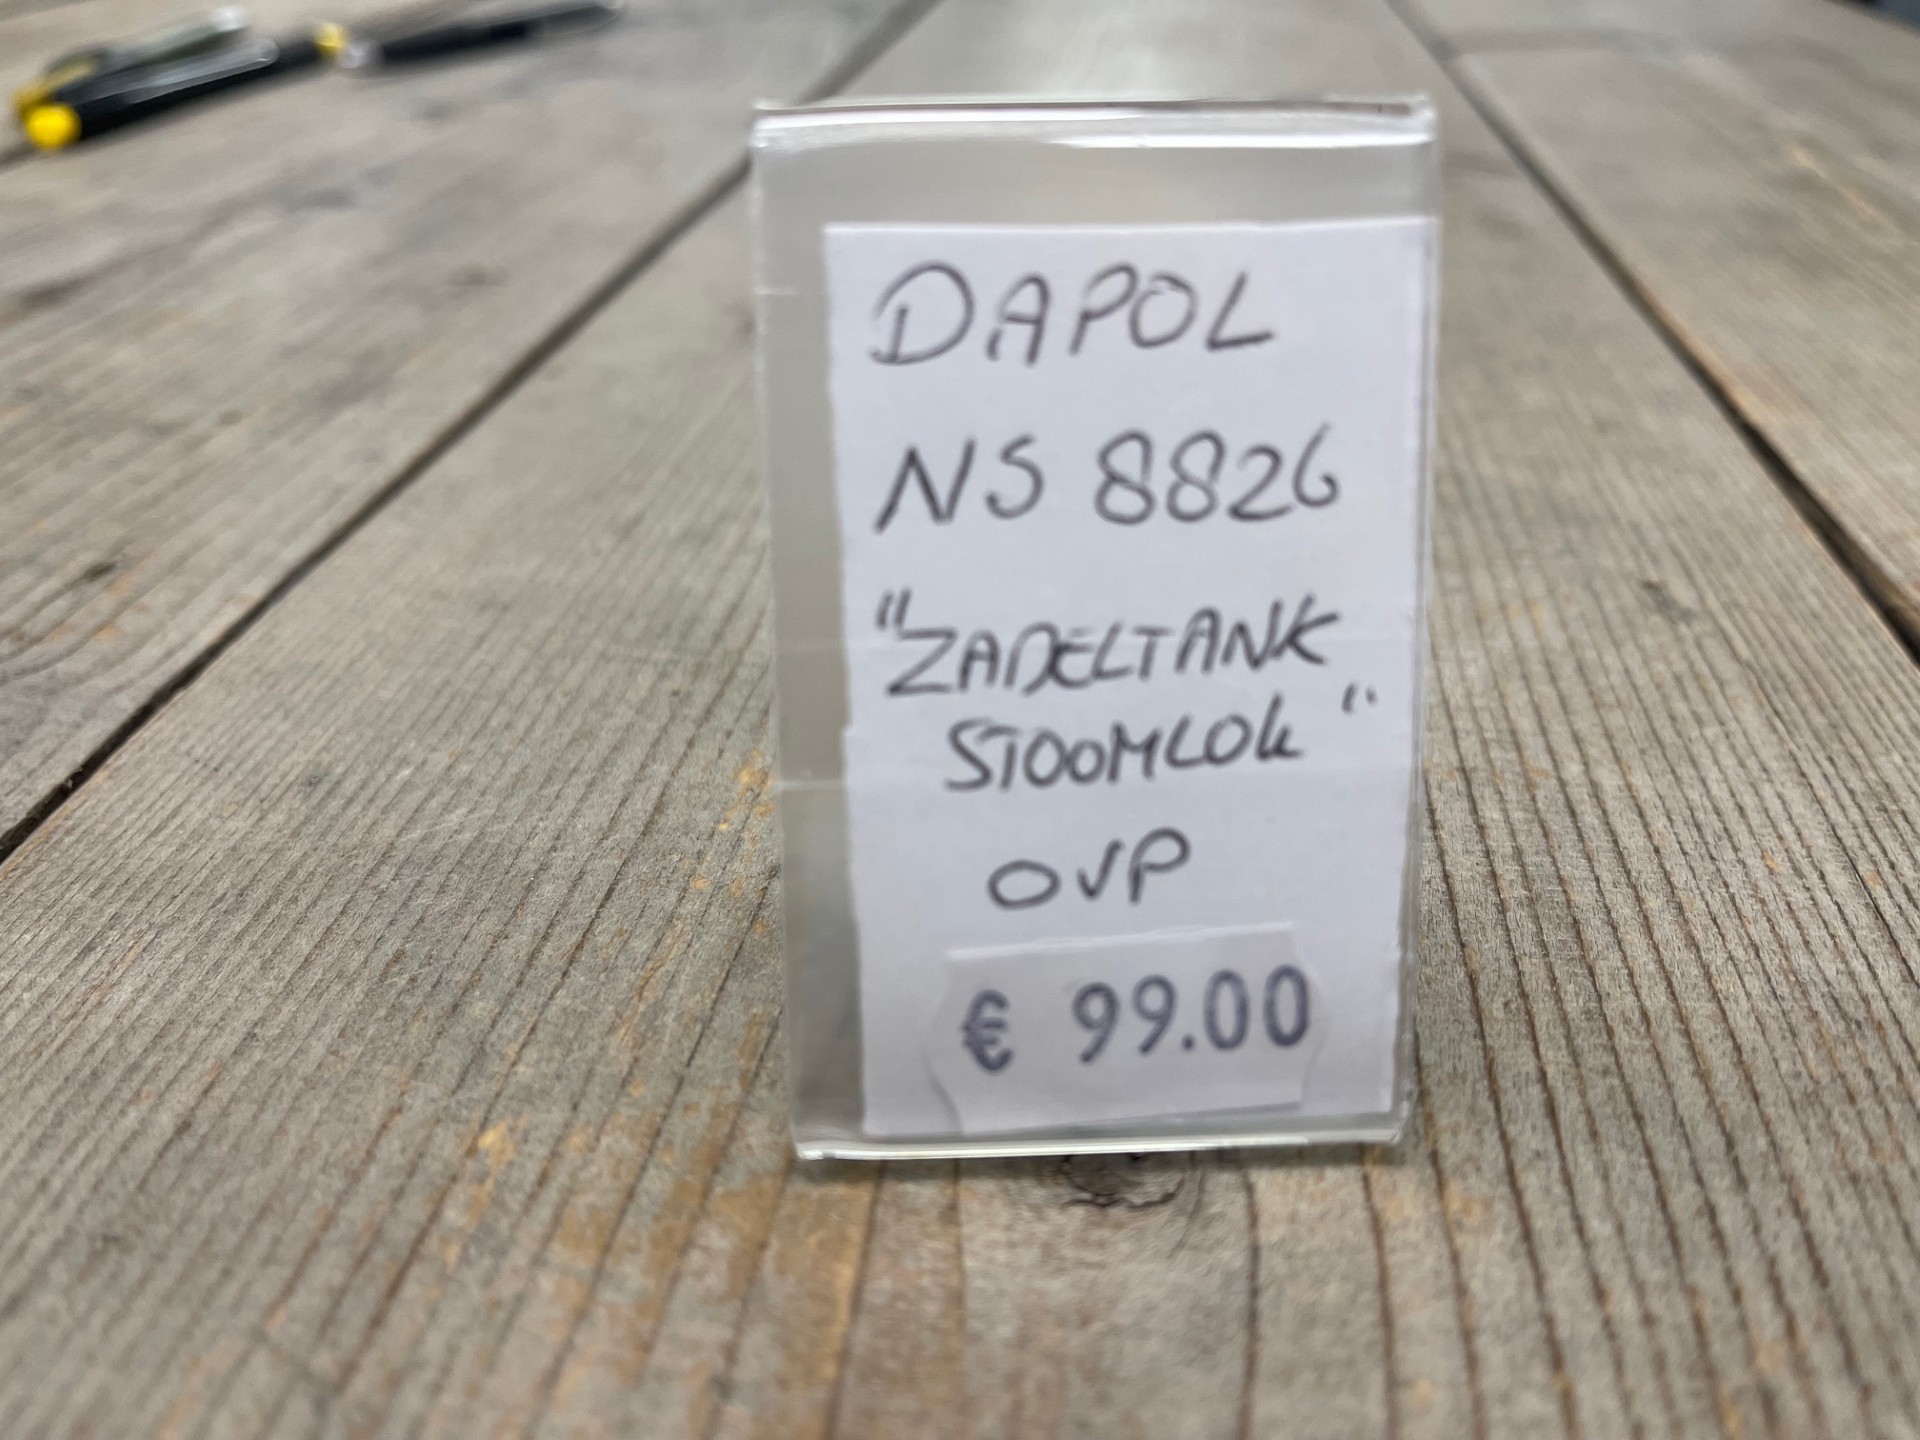 DAPOL
NS 8826
"ZADELTANK
STOOMLOK"
OVP
€ 99.00